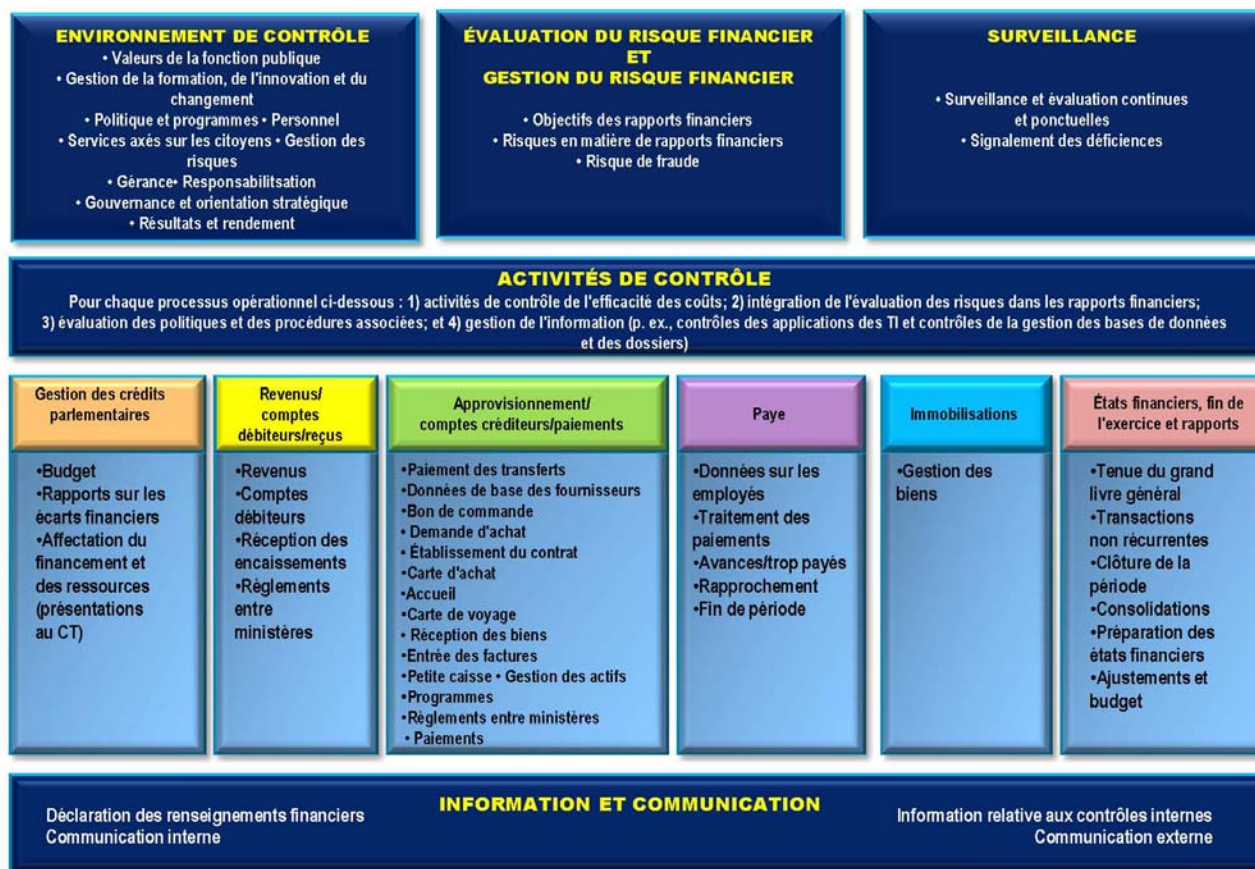 ENVIRONNEMENT DE CONTRÔLE
• Valeurs de la fonction publique
• Gestion de la formation, de l'innovation et du
changement
• Politique et programmes • Personnel
• Services axés sur les citoyens • Gestion des
risques
• Gérance• Responsabilitsation
• Gouvernance et orientation stratégique
• Résultats et rendement
ÉVALUATION DU RISQUE FINANCIER
ET
GESTION DU RISQUE FINANCIER
• Objectifs des rapports financiers
• Risques en matière de rapports financiers
• Risque de fraude
SURVEILLANCE
• Surveillance et évaluation continues
et ponctuelles
• Signalement des déficiences
ACTIVITÉS DE CONTRÔLE
Pour chaque processus opérationnel ci-dessous : 1) activités de contrôle de l'efficacité des coûts; 2) intégration de l'évaluation des risques dans les rapports financiers;
3) évaluation des politiques et des procédures associées; et 4) gestion de l'information (p. ex., contrôles des applications des TI et contrôles de la gestion des bases de données
et des dossiers)
Gestion des crédits
parlementaires
•Budget
•Rapports sur les
écarts financiers
•Affectation du
financement et
des ressources
(présentations
au CT)
Revenus/
comptes
débiteurs/reçus
•Revenus
•Comptes
débiteurs
•Réception des
encaissements
•Règlements
entre
ministères
Approvisionnement/
comptes créditeurs/paiements
•Paiement des transferts
•Données de base des fournisseurs
•Bon de commande
• Demande d'achat
• Établissement du contrat
•Carte d'achat
•Accueil
•Carte de voyage
• Réception des biens
•Entrée des factures
•Petite caisse • Gestion des actifs
•Programmes
•Règlements entre ministères
• Paiements
Paye
•Données sur les
employés
•Traitement des
paiements
•Avances/trop payés
•Rapprochement
•Fin de période
Immobilisations
•Gestion des
biens
États financiers, fin de
l'exercice et rapports
•Tenue du grand
livre général
•Transactions
non récurrentes
•Clôture de la
période
•Consolidations
•Préparation des
états financiers
•Ajustements et
budget
INFORMATION ET COMMUNICATION
Déclaration des renseignements financiers
Communication interne
Information relative aux contrôles internes
Communication externe